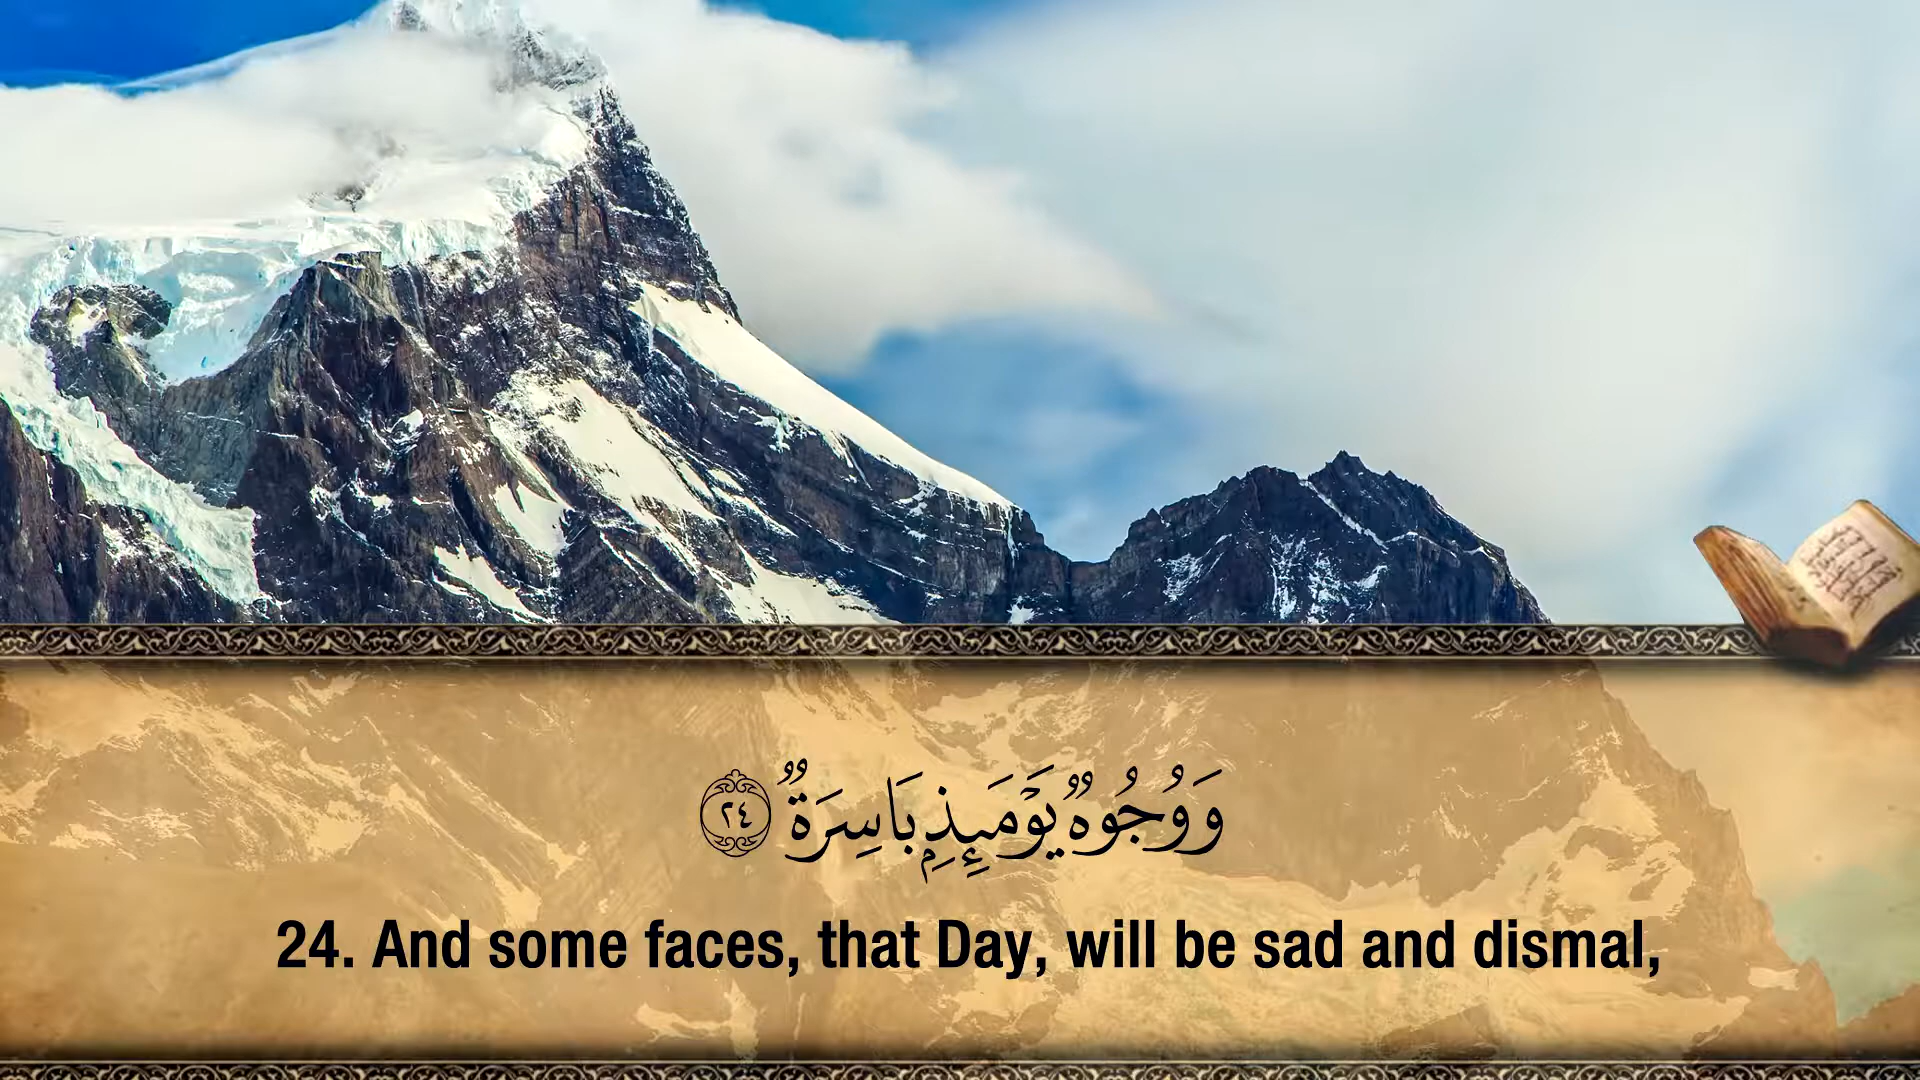 وَوُجُوهٌ يَوْمَئِذٍ بَاسِرَةٌ ٢٤
24. And some faces, that Day, will be sad and dismal,